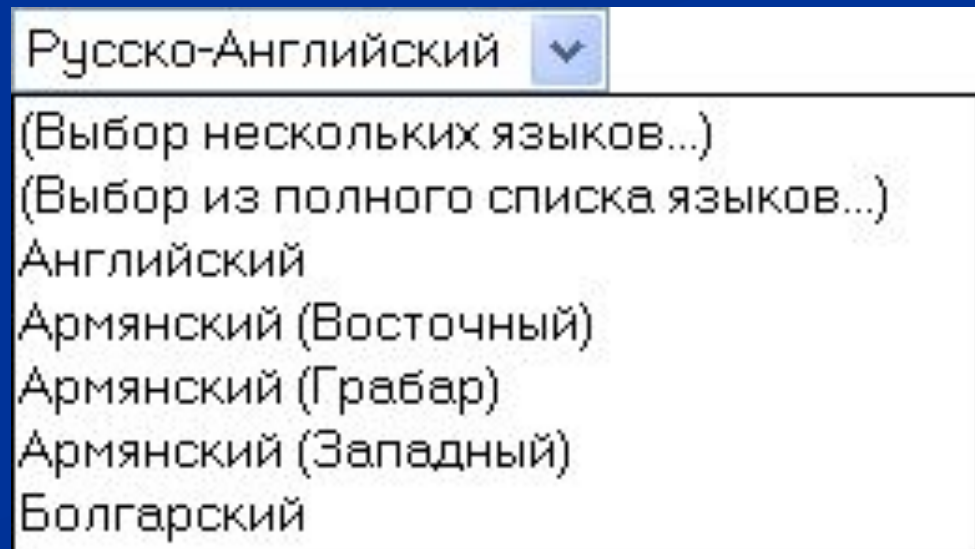 Русско-Английский
(Выбор нескольких языков...)
(Выбор из полного списка языков...)
Английский
Армянский (Восточный)
Армянский (Грабар)
Армянский (Западный)
Болгарский